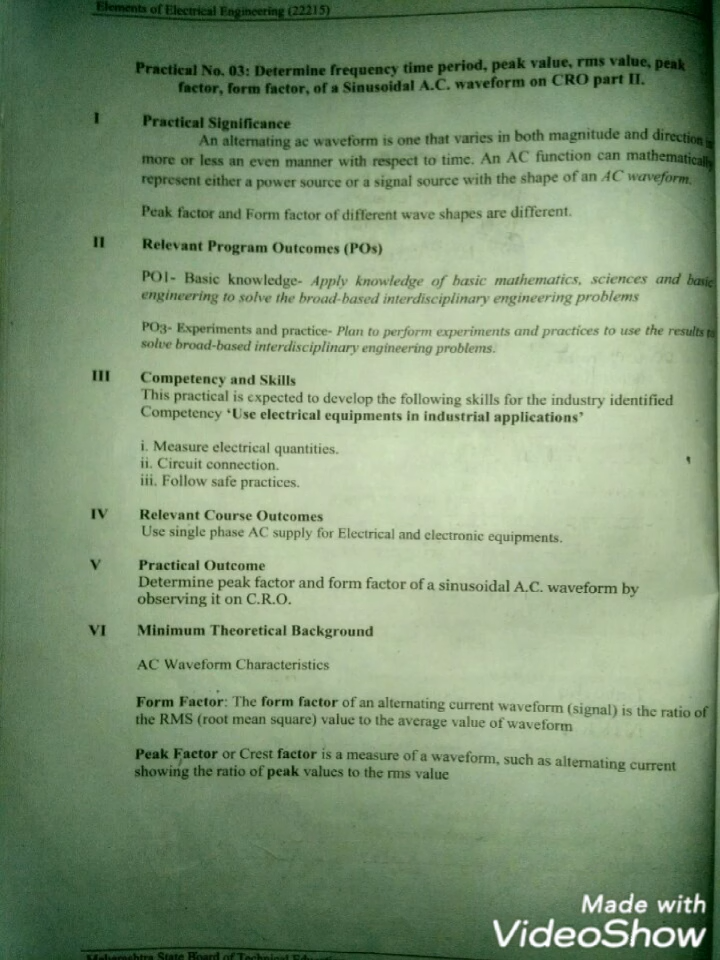 Elements of Electrical Engineering (22215)
Practical No. 03: Determine frequency time period, peak value, rms value, peak
factor, form factor, of a Sinusoidal A.C. waveform on CRO part II.
I Practical Significance
An alternating ac waveform is one that varies in both magnitude and direction in
more or less an even manner with respect to time. An AC function can mathematically
represent either a power source or a signal source with the shape of an AC waveform.
Peak factor and Form factor of different wave shapes are different.
II Relevant Program Outcomes (POs)
PO1- Basic knowledge- Apply knowledge of basic mathematics, sciences and basic
engineering to solve the broad-based interdisciplinary engineering problems
PO3- Experiments and practice- Plan to perform experiments and practices to use the results to
solve broad-based interdisciplinary engineering problems.
III Competency and Skills
This practical is expected to develop the following skills for the industry identified
Competency ‘Use electrical equipments in industrial applications’
i. Measure electrical quantities.
ii. Circuit connection.
iii. Follow safe practices.
IV Relevant Course Outcomes
Use single phase AC supply for Electrical and electronic equipments.
V Practical Outcome
Determine peak factor and form factor of a sinusoidal A.C. waveform by
observing it on C.R.O.
VI Minimum Theoretical Background
AC Waveform Characteristics
Form Factor: The form factor of an alternating current waveform (signal) is the ratio of
the RMS (root mean square) value to the average value of waveform
Peak Factor or Crest factor is a measure of a waveform, such as alternating current
showing the ratio of peak values to the rms value
Made with
VideoShow
Maharashtra State Board of Technical